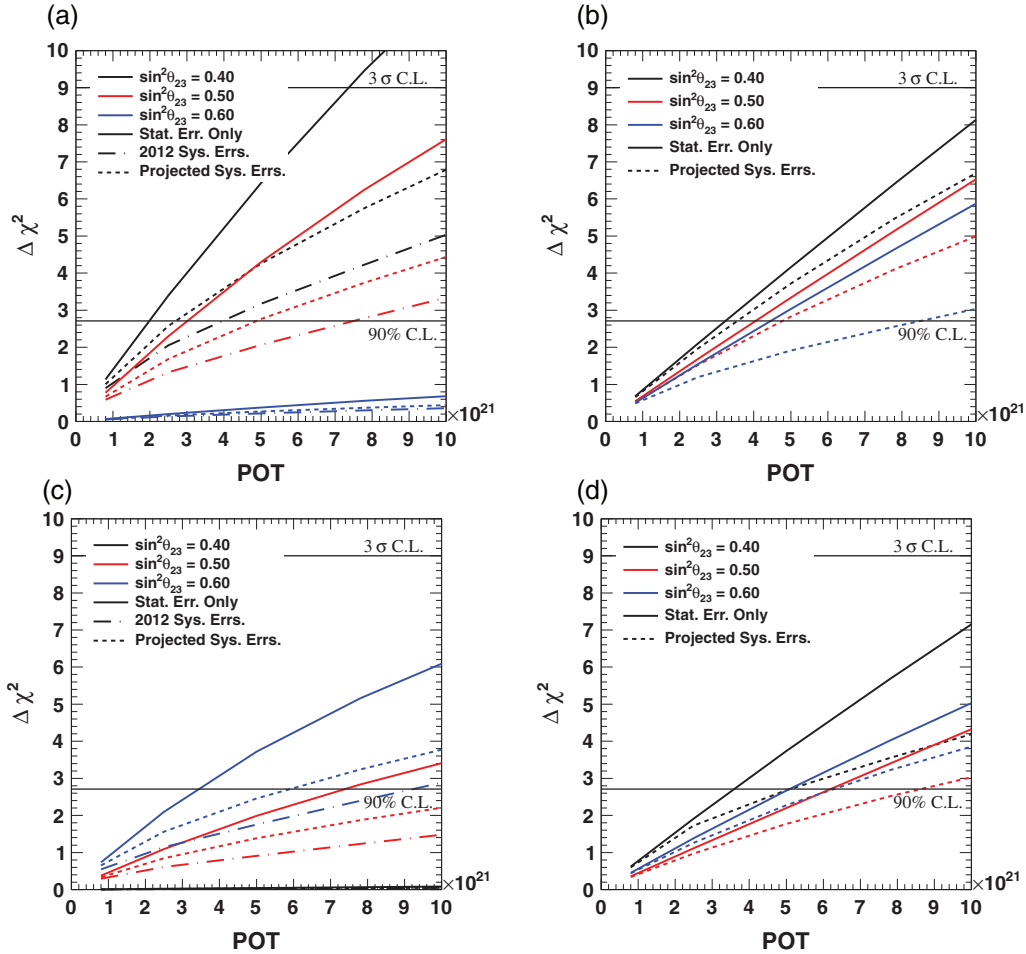 (a)
10
9
8
7
6
5
4
3
2
1
0
Δ χ²
sin²θ₂₃ = 0.40
sin²θ₂₃ = 0.50
sin²θ₂₃ = 0.60
Stat. Err. Only
2012 Sys. Errs.
Projected Sys. Errs.
3 σ C.L.
90% C.L.
×10²¹
0 1 2 3 4 5 6 7 8 9 10
POT
(b)
10
9
8
7
6
5
4
3
2
1
0
Δ χ²
sin²θ₂₃ = 0.40
sin²θ₂₃ = 0.50
sin²θ₂₃ = 0.60
Stat. Err. Only
Projected Sys. Errs.
3 σ C.L.
90% C.L.
×10²¹
0 1 2 3 4 5 6 7 8 9 10
POT
(c)
10
9
8
7
6
5
4
3
2
1
0
Δ χ²
sin²θ₂₃ = 0.40
sin²θ₂₃ = 0.50
sin²θ₂₃ = 0.60
Stat. Err. Only
2012 Sys. Errs.
Projected Sys. Errs.
3 σ C.L.
90% C.L.
×10²¹
0 1 2 3 4 5 6 7 8 9 10
POT
(d)
10
9
8
7
6
5
4
3
2
1
0
Δ χ²
sin²θ₂₃ = 0.40
sin²θ₂₃ = 0.50
sin²θ₂₃ = 0.60
Stat. Err. Only
Projected Sys. Errs.
3 σ C.L.
90% C.L.
×10²¹
0 1 2 3 4 5 6 7 8 9 10
POT